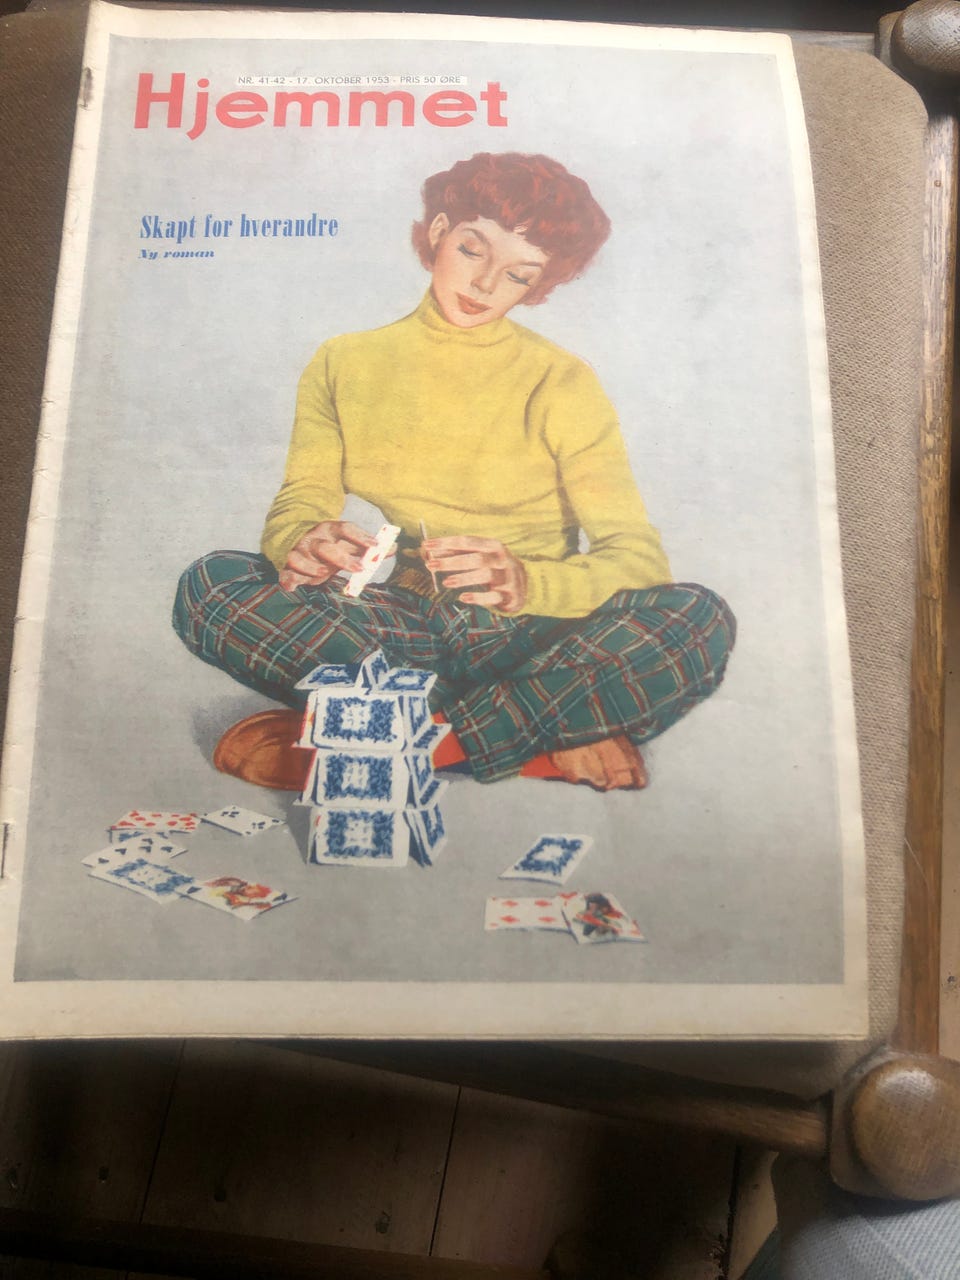 NR. 41-42 - 17. OKTOBER 1953 - PRIS 50 ØRE
Hjemmet
Skapt for hverandre
Ny roman